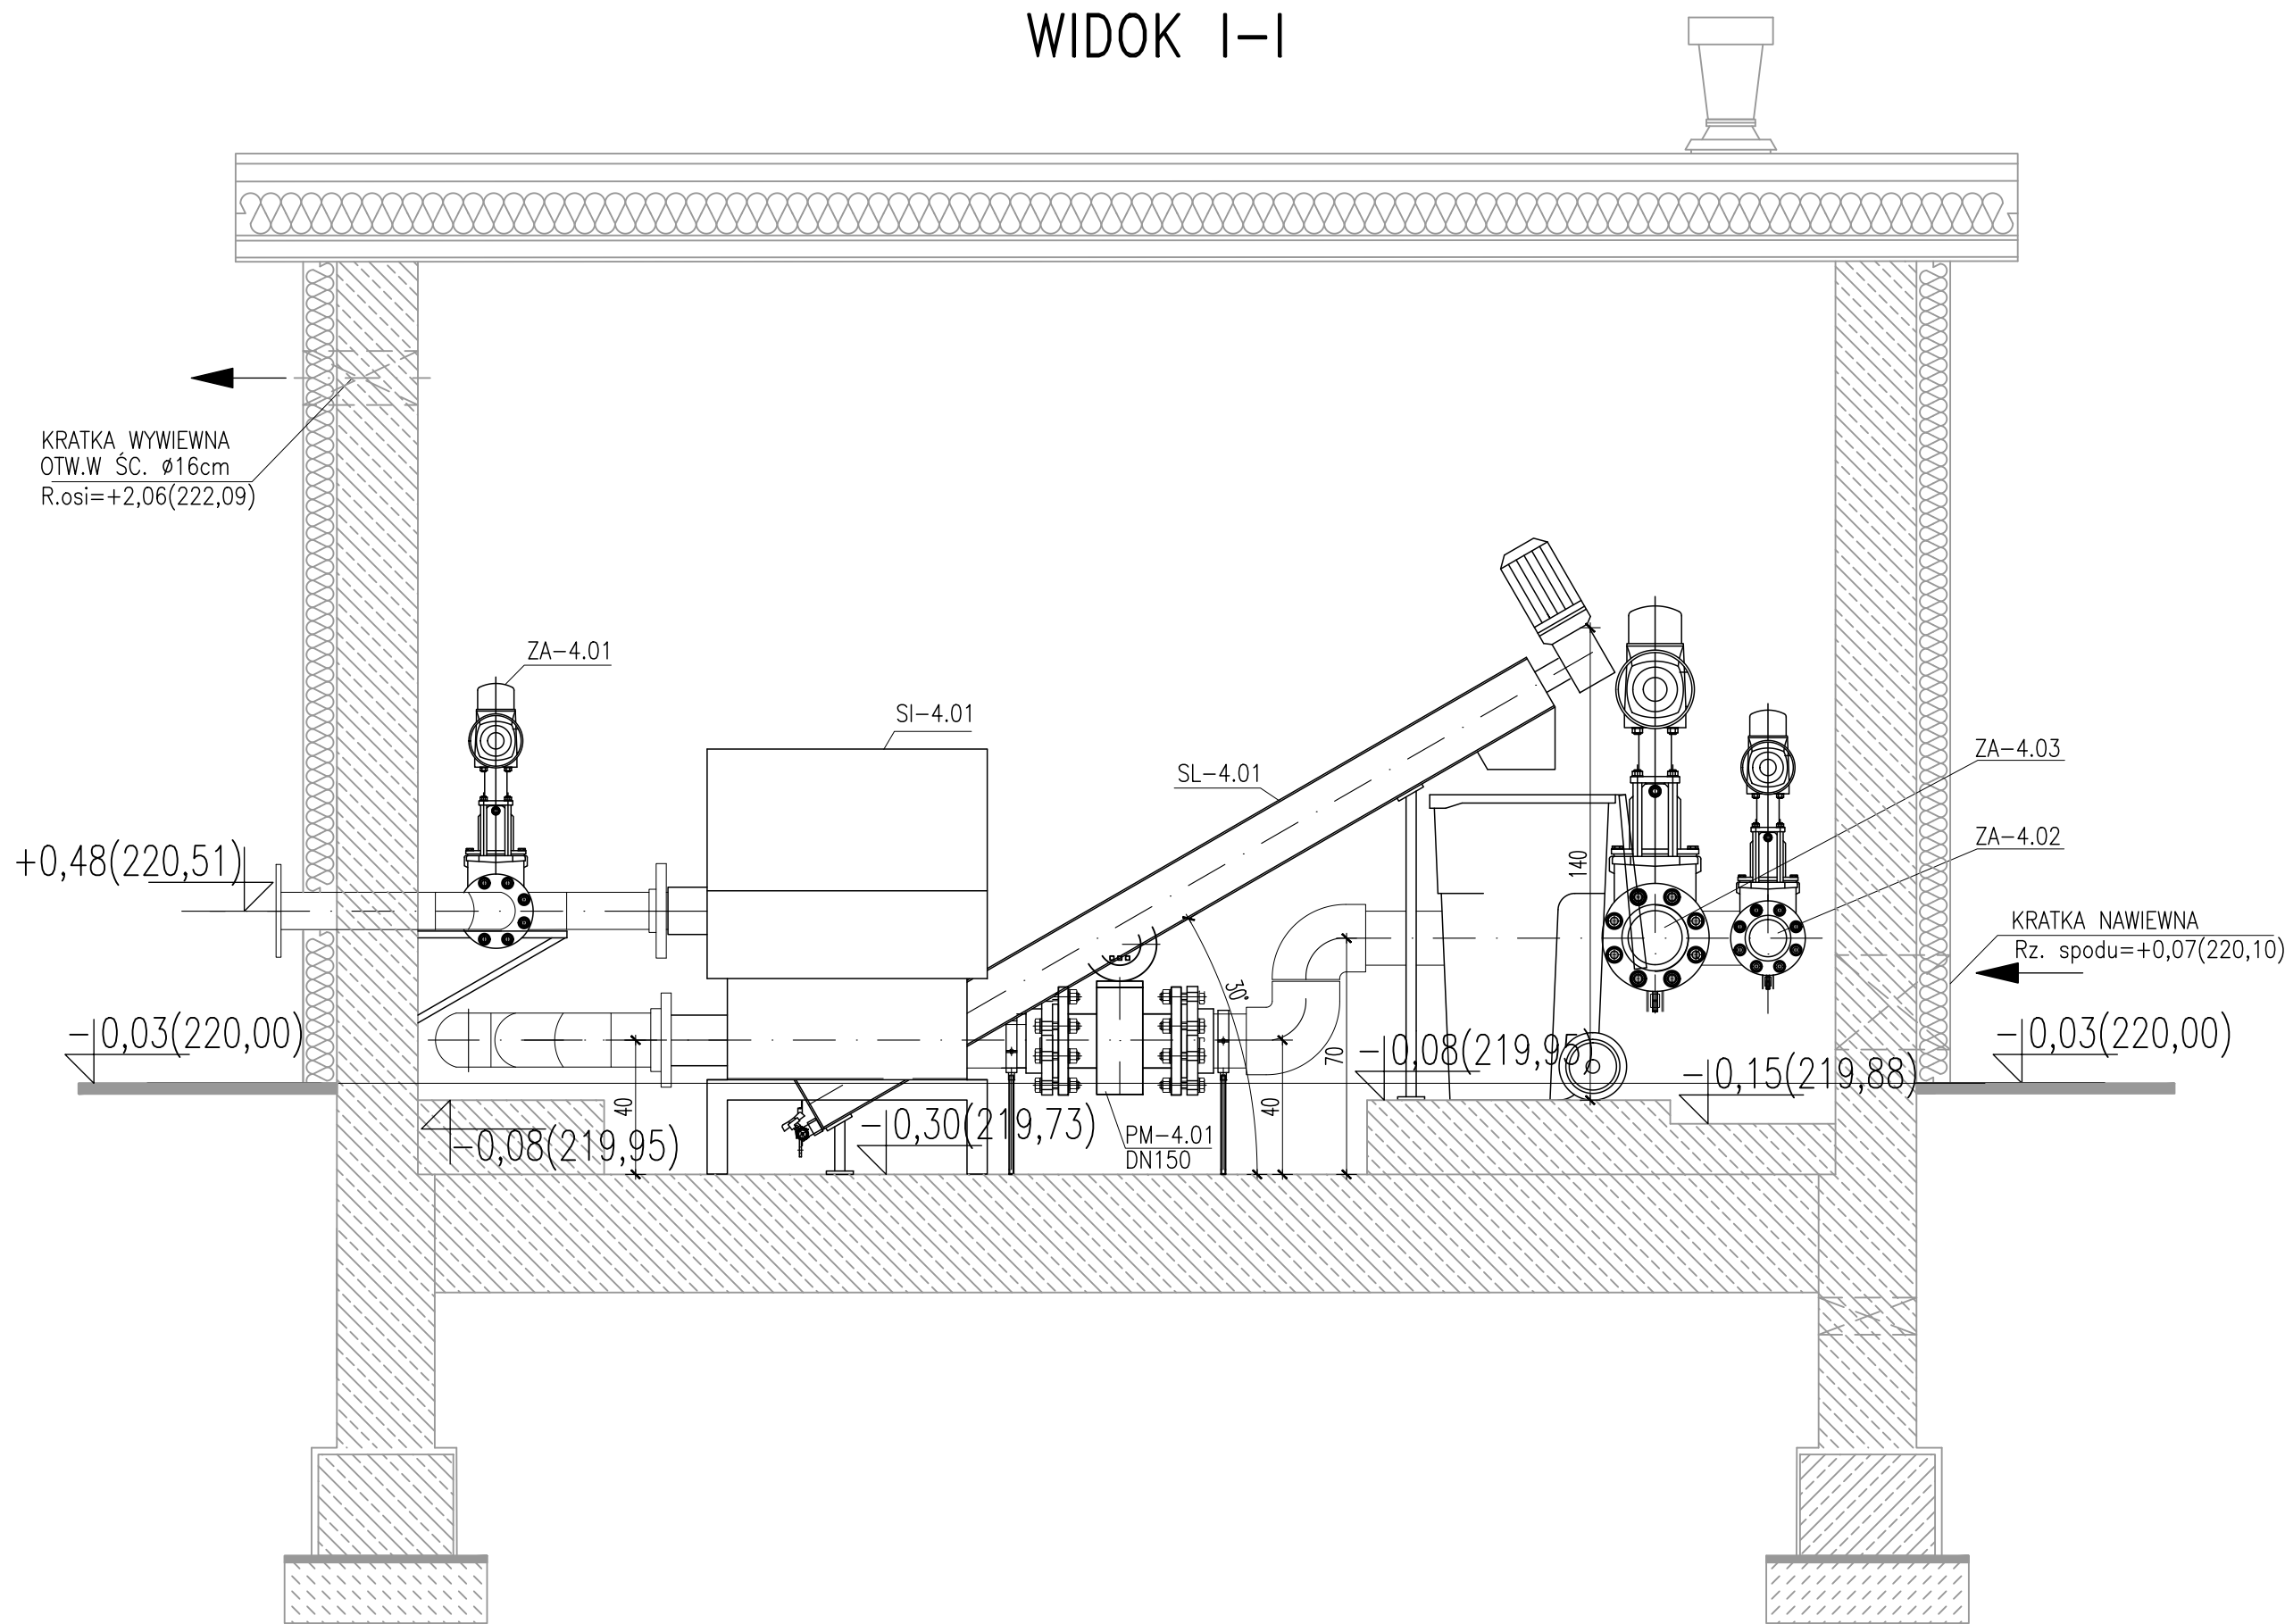 WIDOK I–I
KRATKA WYWIEWNA
OTW.W ŚC. ø16cm
R.osi=+2,06(222,09)
ZA–4.01
SI–4.01
SL–4.01
ZA–4.03
ZA–4.02
140
+0,48(220,51)
KRATKA NAWIEWNA
Rz. spodu=+0,07(220,10)
30°
–0,03(220,00)
–0,03(220,00)
70
–0,08(219,95)
–0,15(219,88)
40
40
–0,30(219,73)
–0,08(219,95)
PM–4.01
DN150